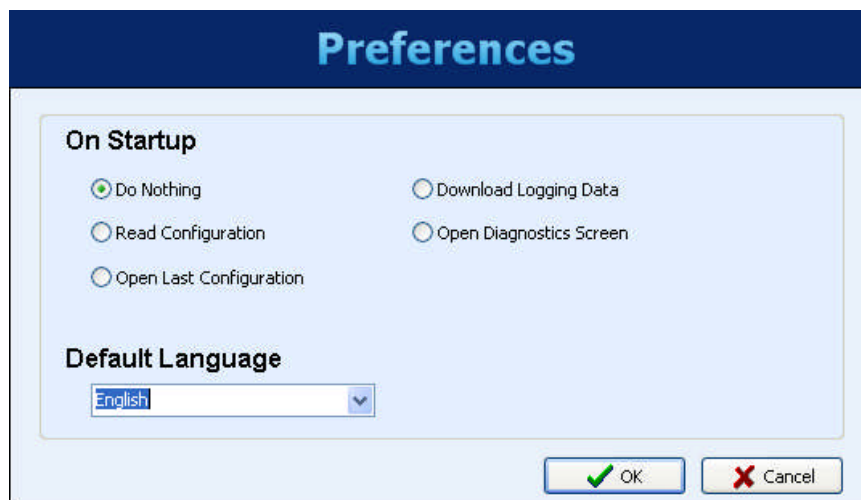 Preferences
On Startup
Do Nothing
Download Logging Data
Read Configuration
Open Diagnostics Screen
Open Last Configuration
Default Language
English
OK
Cancel